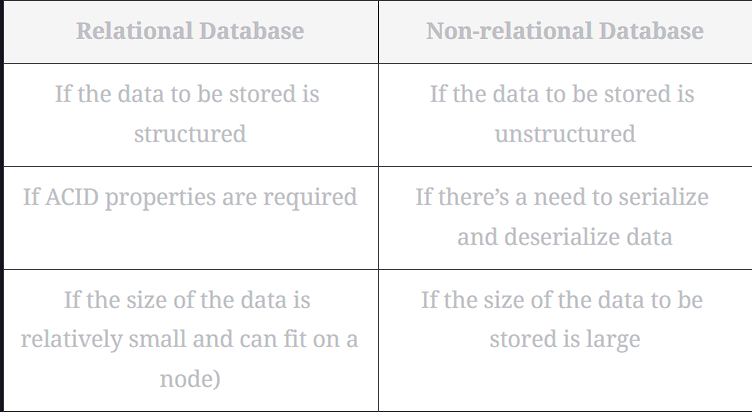 Relational Database
Non-relational Database
If the data to be stored is
structured
If the data to be stored is
unstructured
If ACID properties are required
If there’s a need to serialize
and deserialize data
If the size of the data is
relatively small and can fit on a
node)
If the size of the data to be
stored is large